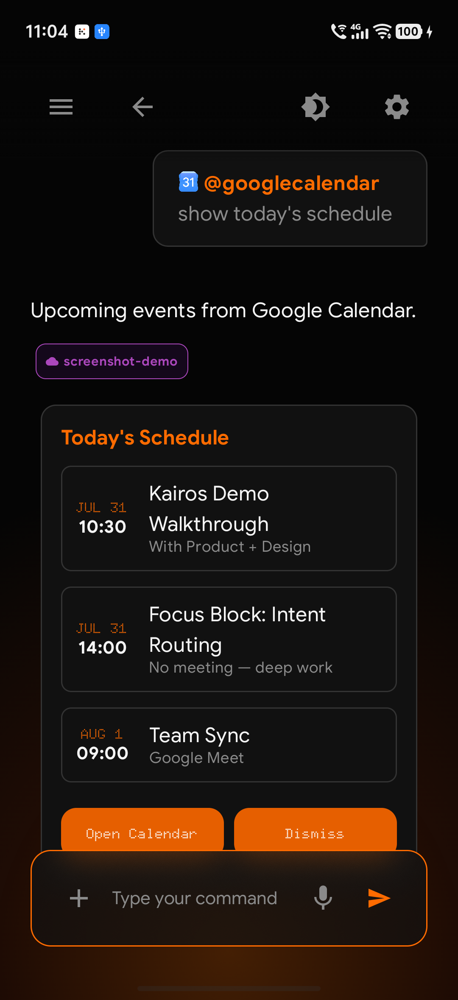 11:04
4G
100
31 @googlecalendar
show today's schedule
Upcoming events from Google Calendar.
screenshot-demo
Today's Schedule
JUL 31
10:30
Kairos Demo
Walkthrough
With Product + Design
JUL 31
14:00
Focus Block: Intent
Routing
No meeting — deep work
AUG 1
09:00
Team Sync
Google Meet
Open Calendar
Dismiss
Type your command